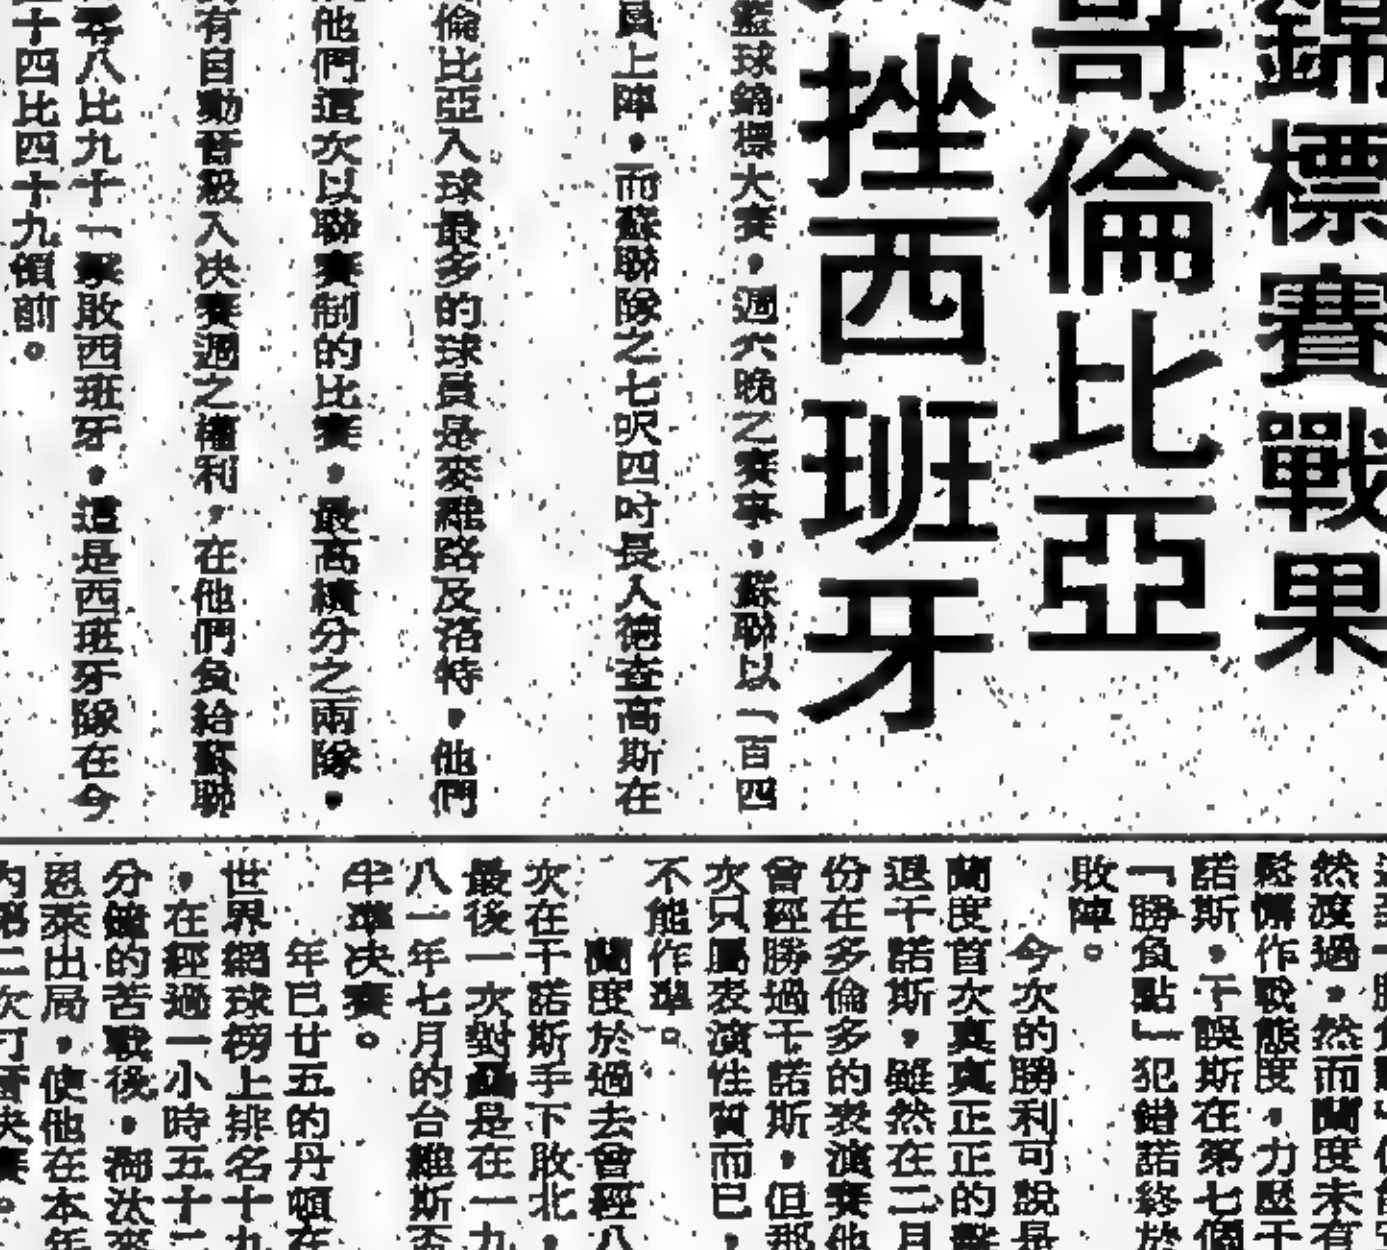 錦標賽戰果
哥倫比亞
挫西班牙
籃球錦標大賽，週六晚之賽事，蘇聯以「百四
員上陣，而蘇聯隊之七呎四吋長人德查高斯在
倫比亞入球最多的球員是麥難路及洛特，他們
他們這次以聯賽制的比賽，最高積分之兩隊，
有自動晉級入决賽週之權利，在他們負給蘇聯
零八比九十」擊敗西班牙，這是西班牙隊在今
十四比四十九領前。
然渡過，然而蘭度未有
鬆懈作戰態度，力壓干
諾斯，干諾斯在第七個
「勝負點」犯錯諾終於
敗陣。
今次的勝利可說是
蘭度首次真真正正的擊
退干諾斯，雖然在二月
份在多倫多的表演賽他
曾經勝過干諾斯，但那
次只屬表演性質而已，
不能作準。
蘭度於過去曾經八
次在干諾斯手下敗北，
最後一次對壘是在一九
八一年七月的台維斯盃
半準决賽。
年已廿五的丹頓在
世界網球榜上排名十九
，在經過一小時五十二
分鐘的苦戰後，淘汰麥
恩萊出局，使他在本年
內第二次打晉决賽。